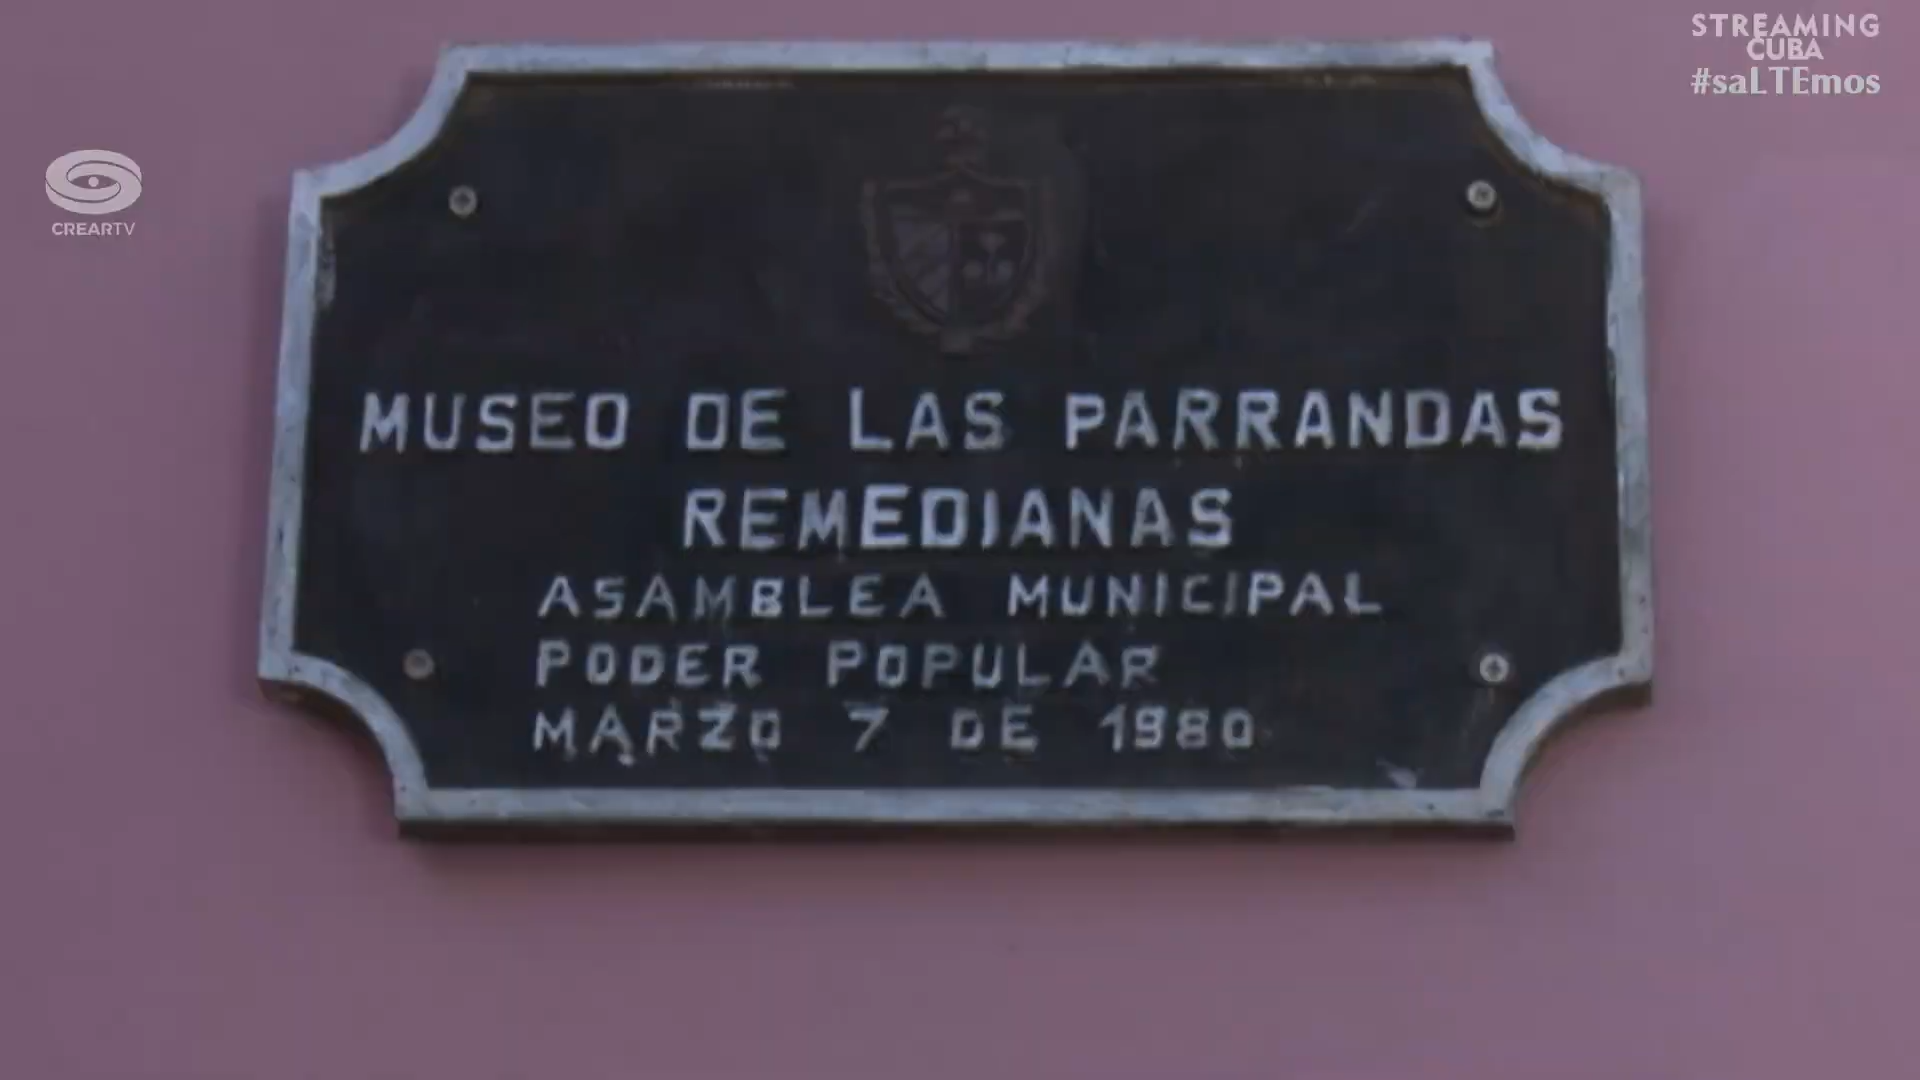 STREAMING
CUBA
#saLTEmos
CREARTV
MUSEO DE LAS PARRANDAS
REMEDIANAS
ASAMBLEA MUNICIPAL
PODER POPULAR
MARZO 7 DE 1980